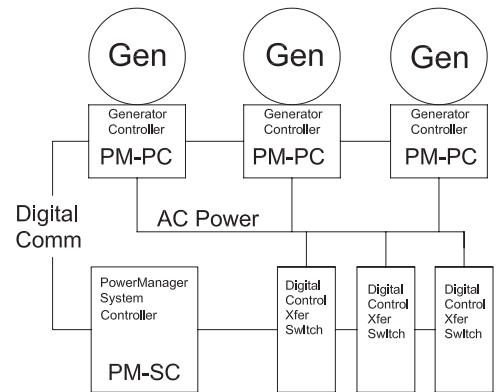 Gen
Gen
Gen
Generator
Controller
PM-PC
Generator
Controller
PM-PC
Generator
Controller
PM-PC
Digital
Comm
AC Power
PowerManager
System
Controller
PM-SC
Digital
Control
Xfer
Switch
Digital
Control
Xfer
Switch
Digital
Control
Xfer
Switch